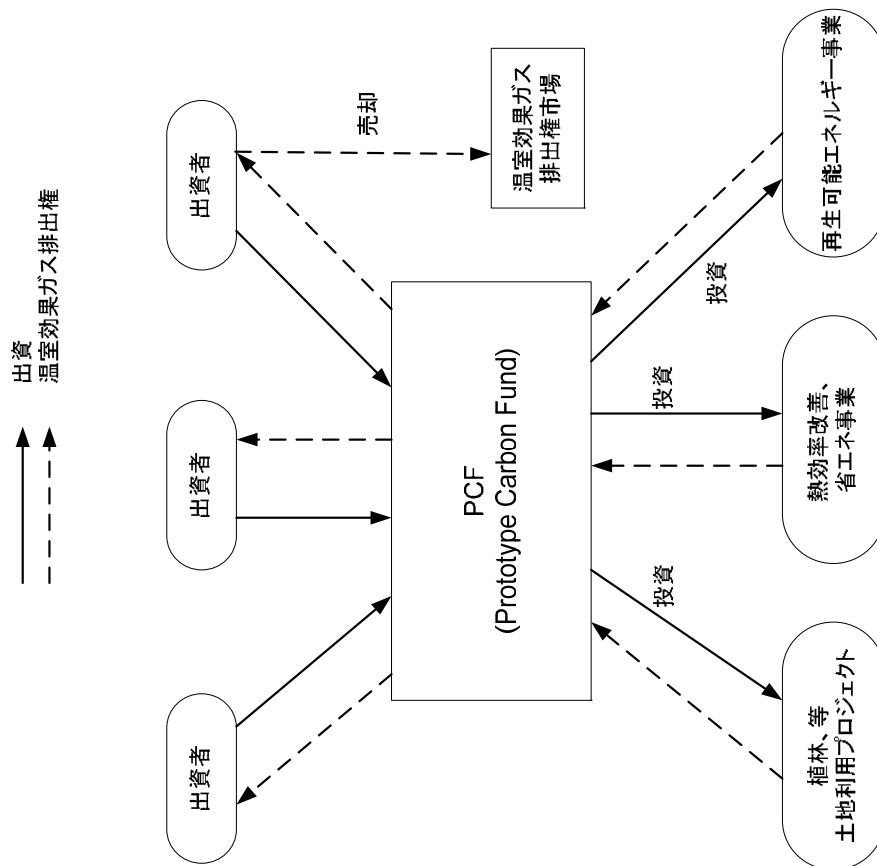 出資
温室効果ガス排出権
出資者
出資者
出資者
売却
温室効果ガス
排出権市場
PCF
(Prototype Carbon Fund)
投資
投資
投資
植林、等
土地利用プロジェクト
熱効率改善、
省エネ事業
再生可能エネルギー事業